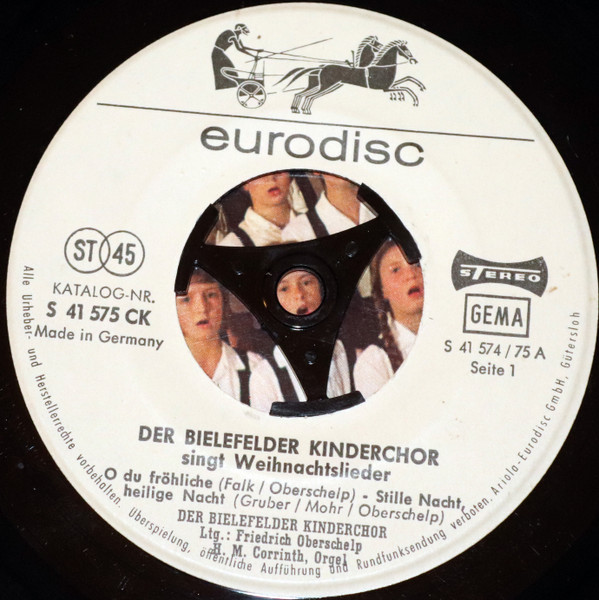 eurodisc
ST 45
KATALOG-NR.
S 41 575 CK
Made in Germany
STEREO
GEMA
S 41 574 / 75 A
Seite 1
DER BIELEFELDER KINDERCHOR
singt Weihnachtslieder
O du fröhliche (Falk / Oberschelp) - Stille Nacht,
heilige Nacht (Gruber / Mohr / Oberschelp)
DER BIELEFELDER KINDERCHOR
Ltg.: Friedrich Oberschelp
H. M. Corrinth, Orgel
Alle Urheber- und Herstellerrechte vorbehalten. Überspielung, öffentliche Aufführung und Rundfunksendung verboten. Ariola-Eurodisc GmbH, Gütersloh